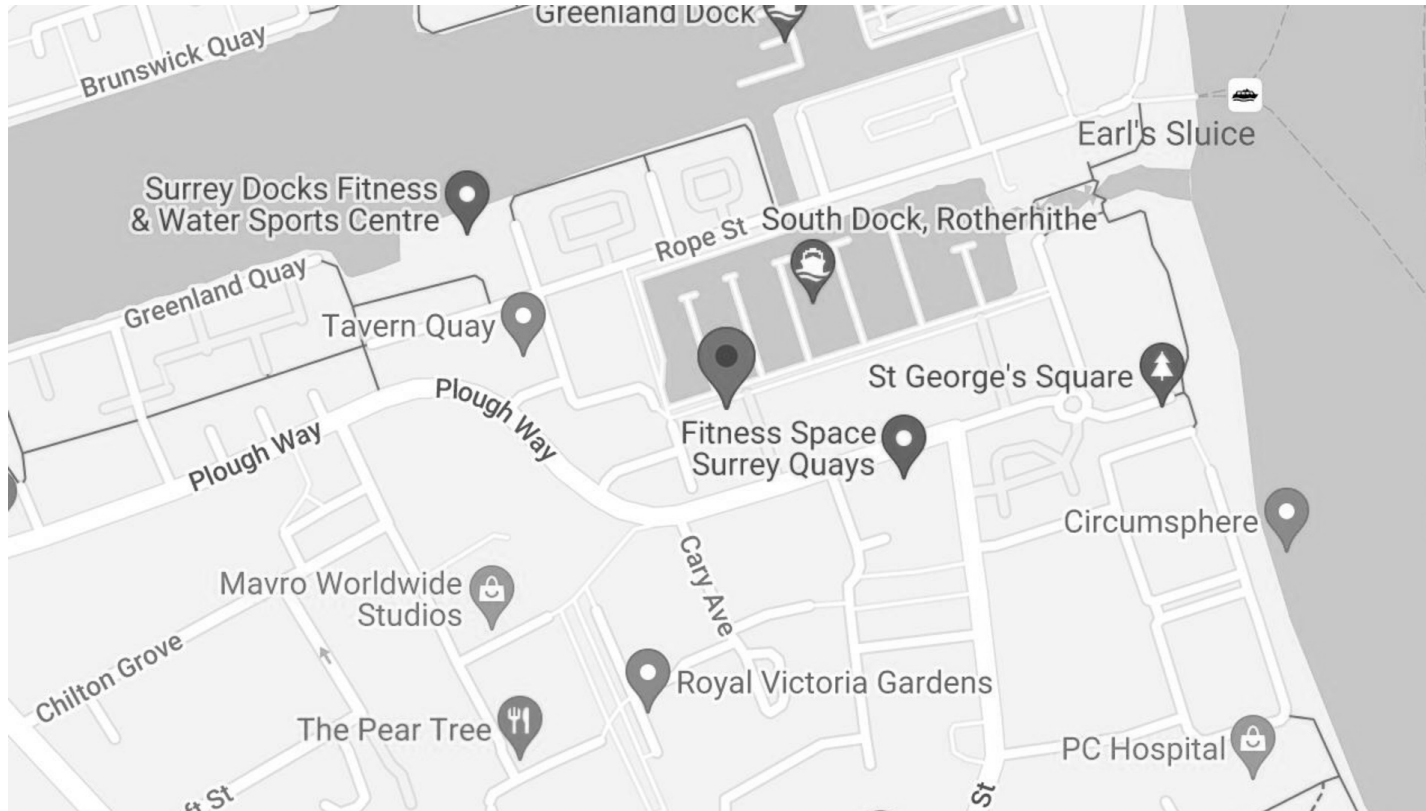 Greenland Dock
Brunswick Quay
Earl's Sluice
Surrey Docks Fitness
& Water Sports Centre
South Dock, Rotherhithe
Rope St
Greenland Quay
Tavern Quay
St George's Square
Plough Way
Plough Way
Fitness Space
Surrey Quays
Circumsphere
Cary Ave
Mavro Worldwide
Studios
Chilton Grove
Royal Victoria Gardens
The Pear Tree
PC Hospital
St
St